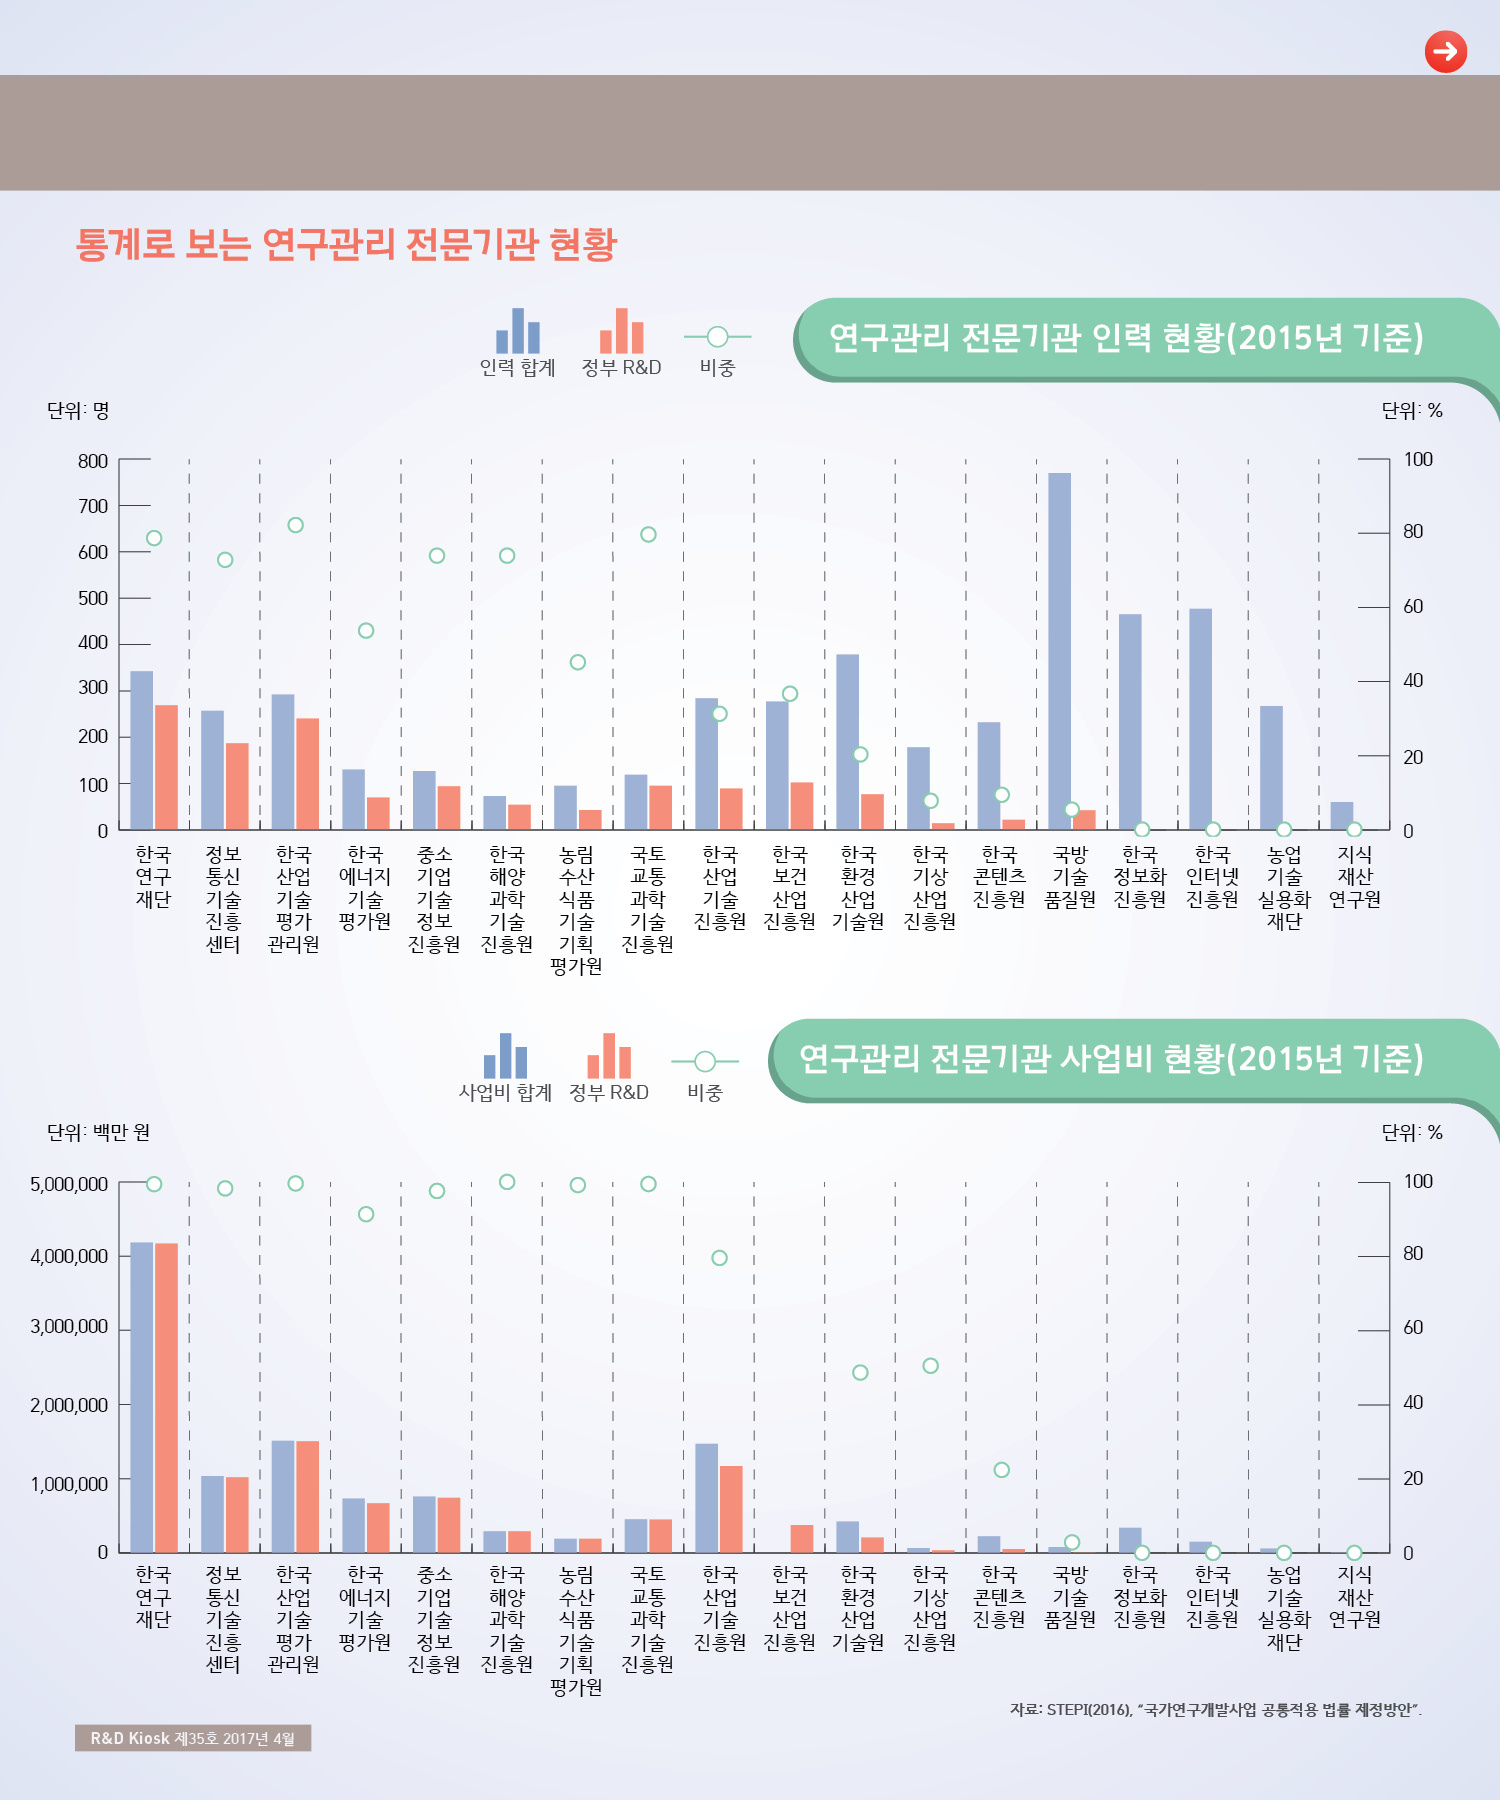 통계로 보는 연구관리 전문기관 현황
인력 합계
정부 R&D
비중
연구관리 전문기관 인력 현황(2015년 기준)
단위: 명
단위: %
800
700
600
500
400
300
200
100
0
100
80
60
40
20
0
한국
연구
재단
정보
통신
기술
진흥
센터
한국
산업
기술
평가
관리원
한국
에너지
기술
평가원
중소
기업
기술
정보
진흥원
한국
해양
과학
기술
진흥원
농림
수산
식품
기술
기획
평가원
국토
교통
과학
기술
진흥원
한국
산업
기술
진흥원
한국
보건
산업
진흥원
한국
환경
산업
기술원
한국
기상
산업
진흥원
한국
콘텐츠
진흥원
국방
기술
품질원
한국
정보화
진흥원
한국
인터넷
진흥원
농업
기술
실용화
재단
지식
재산
연구원
사업비 합계
정부 R&D
비중
연구관리 전문기관 사업비 현황(2015년 기준)
단위: 백만 원
단위: %
5,000,000
4,000,000
3,000,000
2,000,000
1,000,000
0
100
80
60
40
20
0
한국
연구
재단
정보
통신
기술
진흥
센터
한국
산업
기술
평가
관리원
한국
에너지
기술
평가원
중소
기업
기술
정보
진흥원
한국
해양
과학
기술
진흥원
농림
수산
식품
기술
기획
평가원
국토
교통
과학
기술
진흥원
한국
산업
기술
진흥원
한국
보건
산업
진흥원
한국
환경
산업
기술원
한국
기상
산업
진흥원
한국
콘텐츠
진흥원
국방
기술
품질원
한국
정보화
진흥원
한국
인터넷
진흥원
농업
기술
실용화
재단
지식
재산
연구원
자료: STEPI(2016), “국가연구개발사업 공통적용 법률 제정방안”.
R&D Kiosk 제35호 2017년 4월